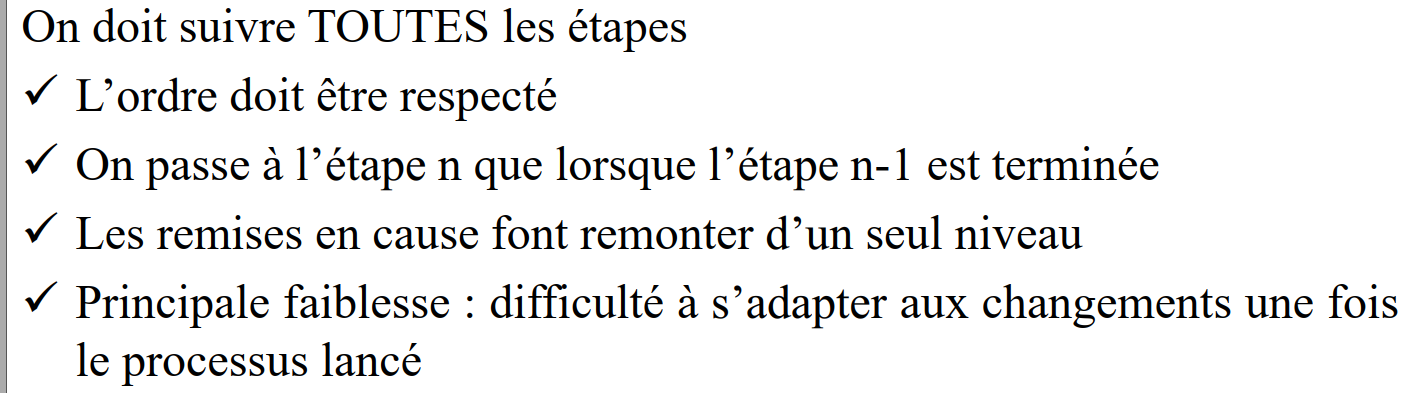 On doit suivre TOUTES les étapes
✓ L’ordre doit être respecté
✓ On passe à l’étape n que lorsque l’étape n-1 est terminée
✓ Les remises en cause font remonter d’un seul niveau
✓ Principale faiblesse : difficulté à s’adapter aux changements une fois
le processus lancé